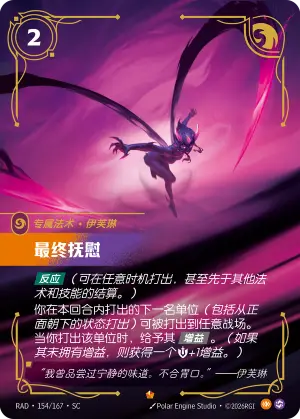 2
专属法术·伊芙琳
最终抚慰
反应 （可在任意时机打出，甚至先于其他法
术和技能的结算。）
你在本回合内打出的下一名单位（包括从正
面朝下的状态打出）可被打出到任意战场。
当你打出该单位时，给予其 增益 。（如果
其未拥有增益，则获得一个+1增益。）
“我曾品尝过宁静的味道。不合胃口。”——伊芙琳
RAD · 154/167 · SC
Polar Engine Studio · ©2026RGI